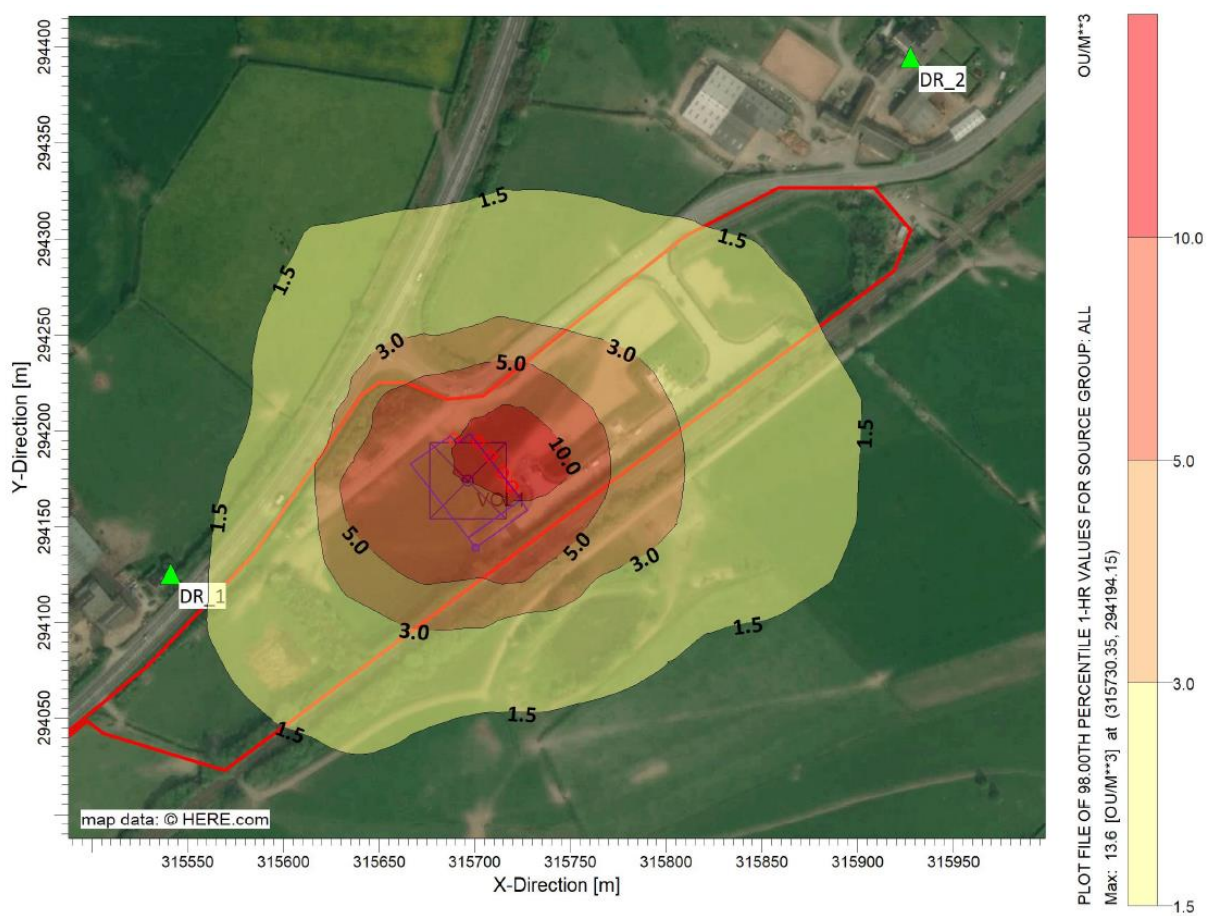 OU/M**3
294400
294350
294300
294250
294200
294150
294100
294050
Y-Direction [m]
DR_2
1.5
1.5
1.5
3.0
3.0
5.0
10.0
1.5
VOL1
1.5
5.0
5.0
3.0
DR_1
3.0
1.5
1.5
1.5
map data: © HERE.com
315550 315600 315650 315700 315750 315800 315850 315900 315950
X-Direction [m]
PLOT FILE OF 98.00TH PERCENTILE 1-HR VALUES FOR SOURCE GROUP: ALL
Max: 13.6 [OU/M**3] at (315730.35, 294194.15)
10.0
5.0
3.0
1.5